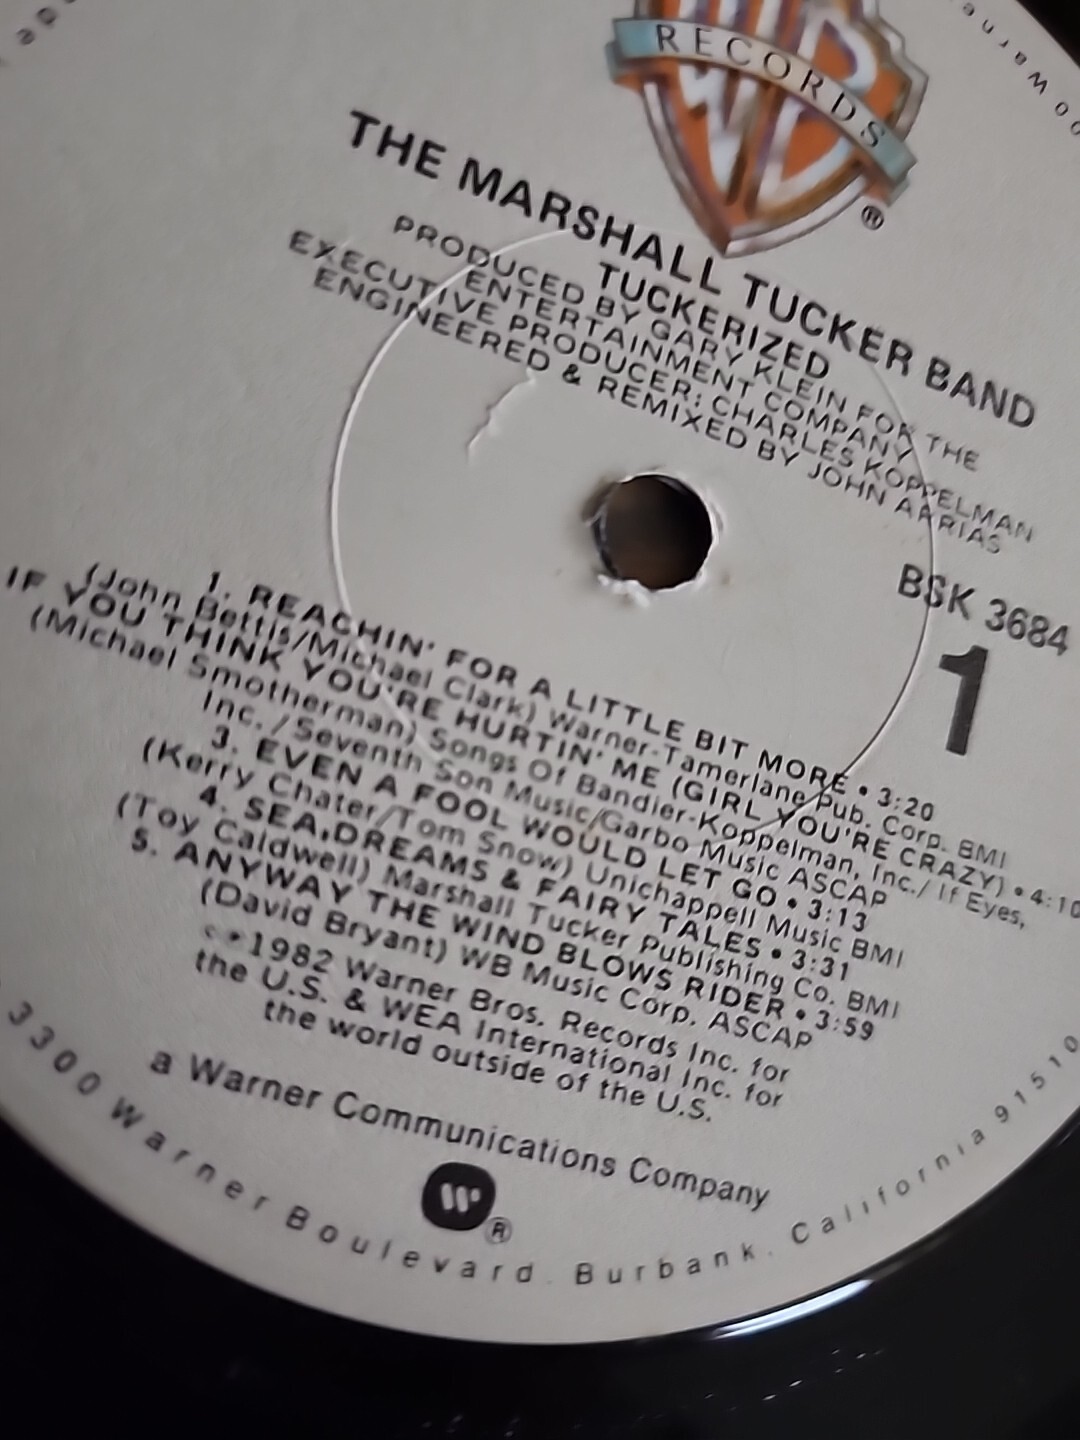 RECORDS
®
THE MARSHALL TUCKER BAND
TUCKERIZED
PRODUCED BY GARY KLEIN FOR THE
ENTERTAINMENT COMPANY
EXECUTIVE PRODUCER: CHARLES KOPPELMAN
ENGINEERED & REMIXED BY JOHN ARRIAS
BSK 3684
1
1. REACHIN' FOR A LITTLE BIT MORE • 3:20
(John Bettis/Michael Clark) Warner-Tamerlane Pub. Corp. BMI
IF YOU THINK YOU'RE HURTIN' ME (GIRL YOU'RE CRAZY) • 4:10
(Michael Smotherman) Songs Of Bandier-Koppelman, Inc./ If Eyes,
Inc./Seventh Son Music/Garbo Music ASCAP
3. EVEN A FOOL WOULD LET GO • 3:13
(Kerry Chater/Tom Snow) Unichappell Music BMI
4. SEA, DREAMS & FAIRY TALES • 3:31
(Toy Caldwell) Marshall Tucker Publishing Co. BMI
5. ANYWAY THE WIND BLOWS RIDER • 3:59
(David Bryant) WB Music Corp. ASCAP
1982 Warner Bros. Records Inc. for
the U.S. & WEA International Inc. for
the world outside of the U.S.
a Warner Communications Company
®
3300 Warner Boulevard. Burbank. California 91510